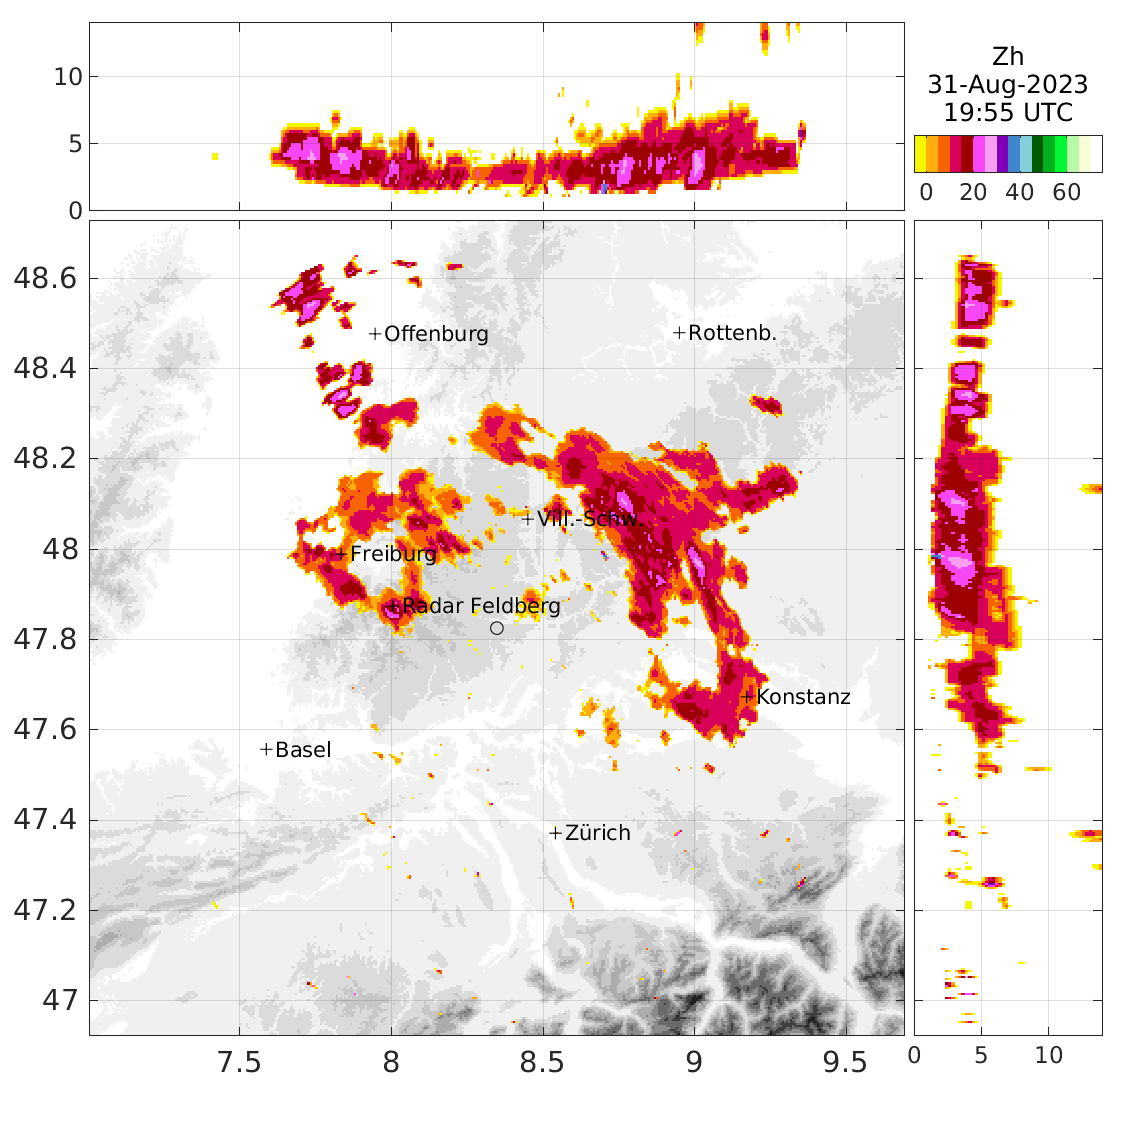 Zh
31-Aug-2023
19:55 UTC
0 20 40 60
10
5
0
48.6
Offenburg
Rottenb.
48.4
48.2
Vill.-Schw.
48
Freiburg
Radar Feldberg
47.8
Konstanz
47.6
Basel
47.4
Zürich
47.2
47
7.5 8 8.5 9 9.5
0 5 10